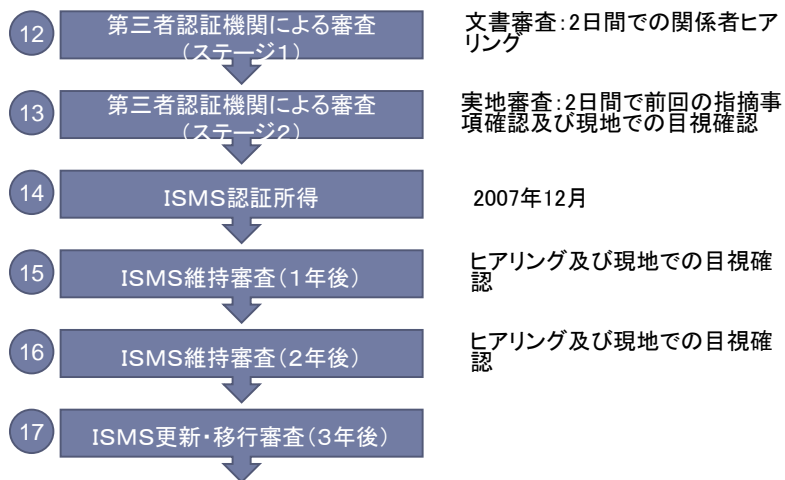 12
第三者認証機関による審査
(ステージ1)
文書審査:2日間での関係者ヒア
リング
13
第三者認証機関による審査
(ステージ2)
実地審査:2日間で前回の指摘事
項確認及び現地での目視確認
14
ISMS認証所得
2007年12月
15
ISMS維持審査(1年後)
ヒアリング及び現地での目視確
認
16
ISMS維持審査(2年後)
ヒアリング及び現地での目視確
認
17
ISMS更新・移行審査(3年後)